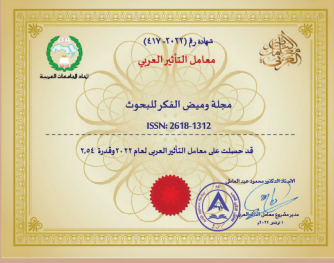 شهادة رقم (٤١٧-٢٠٢٢)
معامل التأثير العربي
اتحاد الجامعات العربية
مجلة وميض الفكر للبحوث
ISSN: 2618-1312
قد حصلت على معامل التأثير العربي لعام ٢٠٢٢ وقدرة ٢.٥٤
الأستاذ الدكتور محمود عبد العاطي
مدير مشروع معامل التأثير العربي